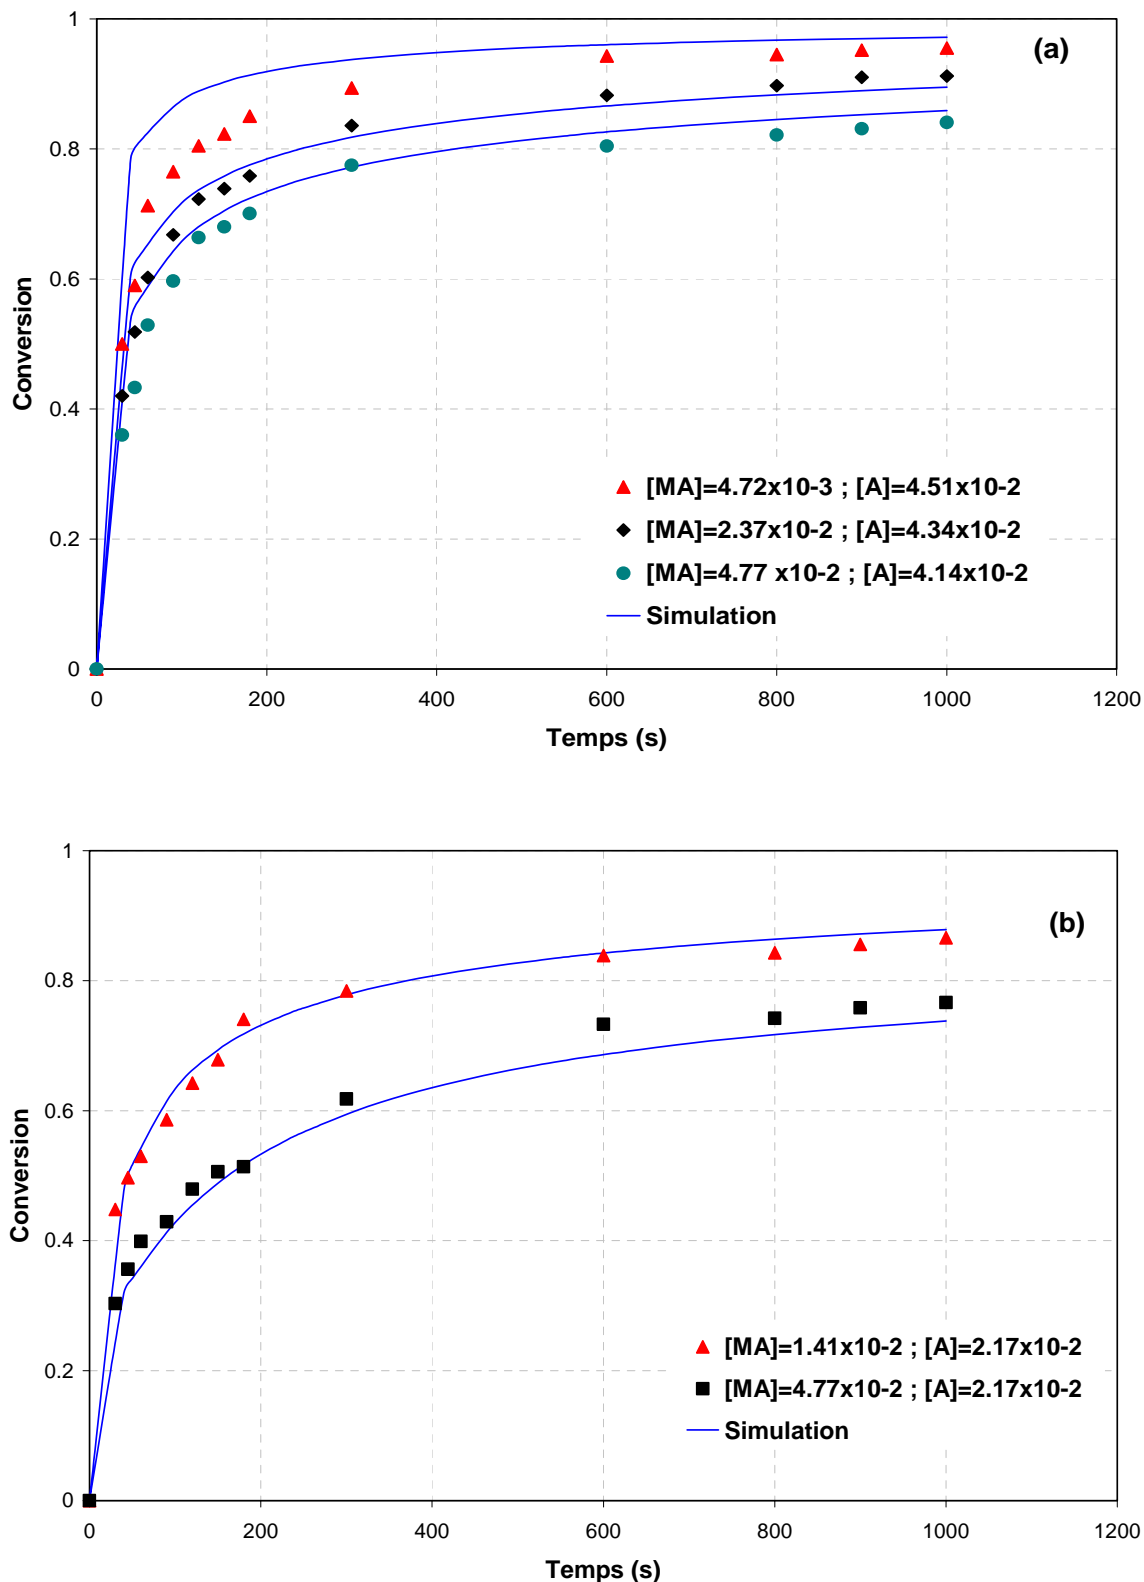 1
(a)
0.8
0.6
Conversion
0.4
[MA]=4.72x10-3 ; [A]=4.51x10-2
[MA]=2.37x10-2 ; [A]=4.34x10-2
0.2
[MA]=4.77 x10-2 ; [A]=4.14x10-2
Simulation
0
0 200 400 600 800 1000 1200
Temps (s)
1
(b)
0.8
0.6
Conversion
0.4
[MA]=1.41x10-2 ; [A]=2.17x10-2
0.2
[MA]=4.77x10-2 ; [A]=2.17x10-2
Simulation
0
0 200 400 600 800 1000 1200
Temps (s)